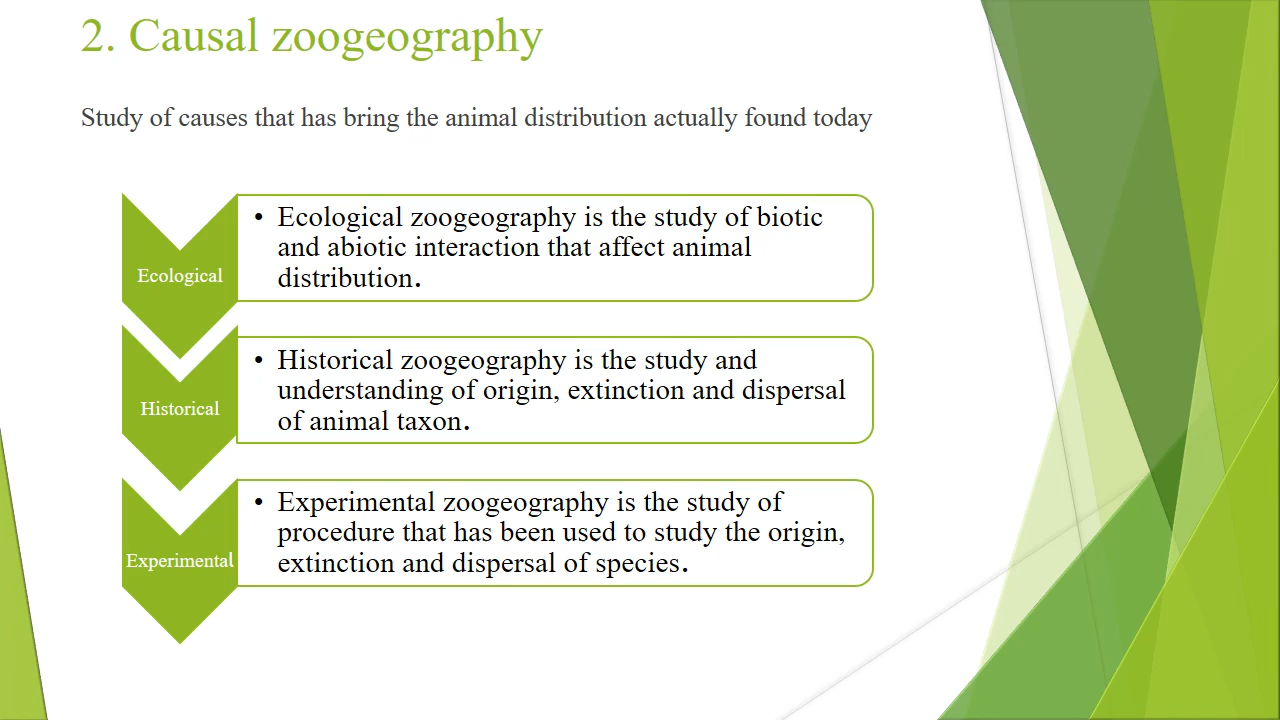 2. Causal zoogeography
Study of causes that has bring the animal distribution actually found today
Ecological
• Ecological zoogeography is the study of biotic
and abiotic interaction that affect animal
distribution.
Historical
• Historical zoogeography is the study and
understanding of origin, extinction and dispersal
of animal taxon.
Experimental
• Experimental zoogeography is the study of
procedure that has been used to study the origin,
extinction and dispersal of species.